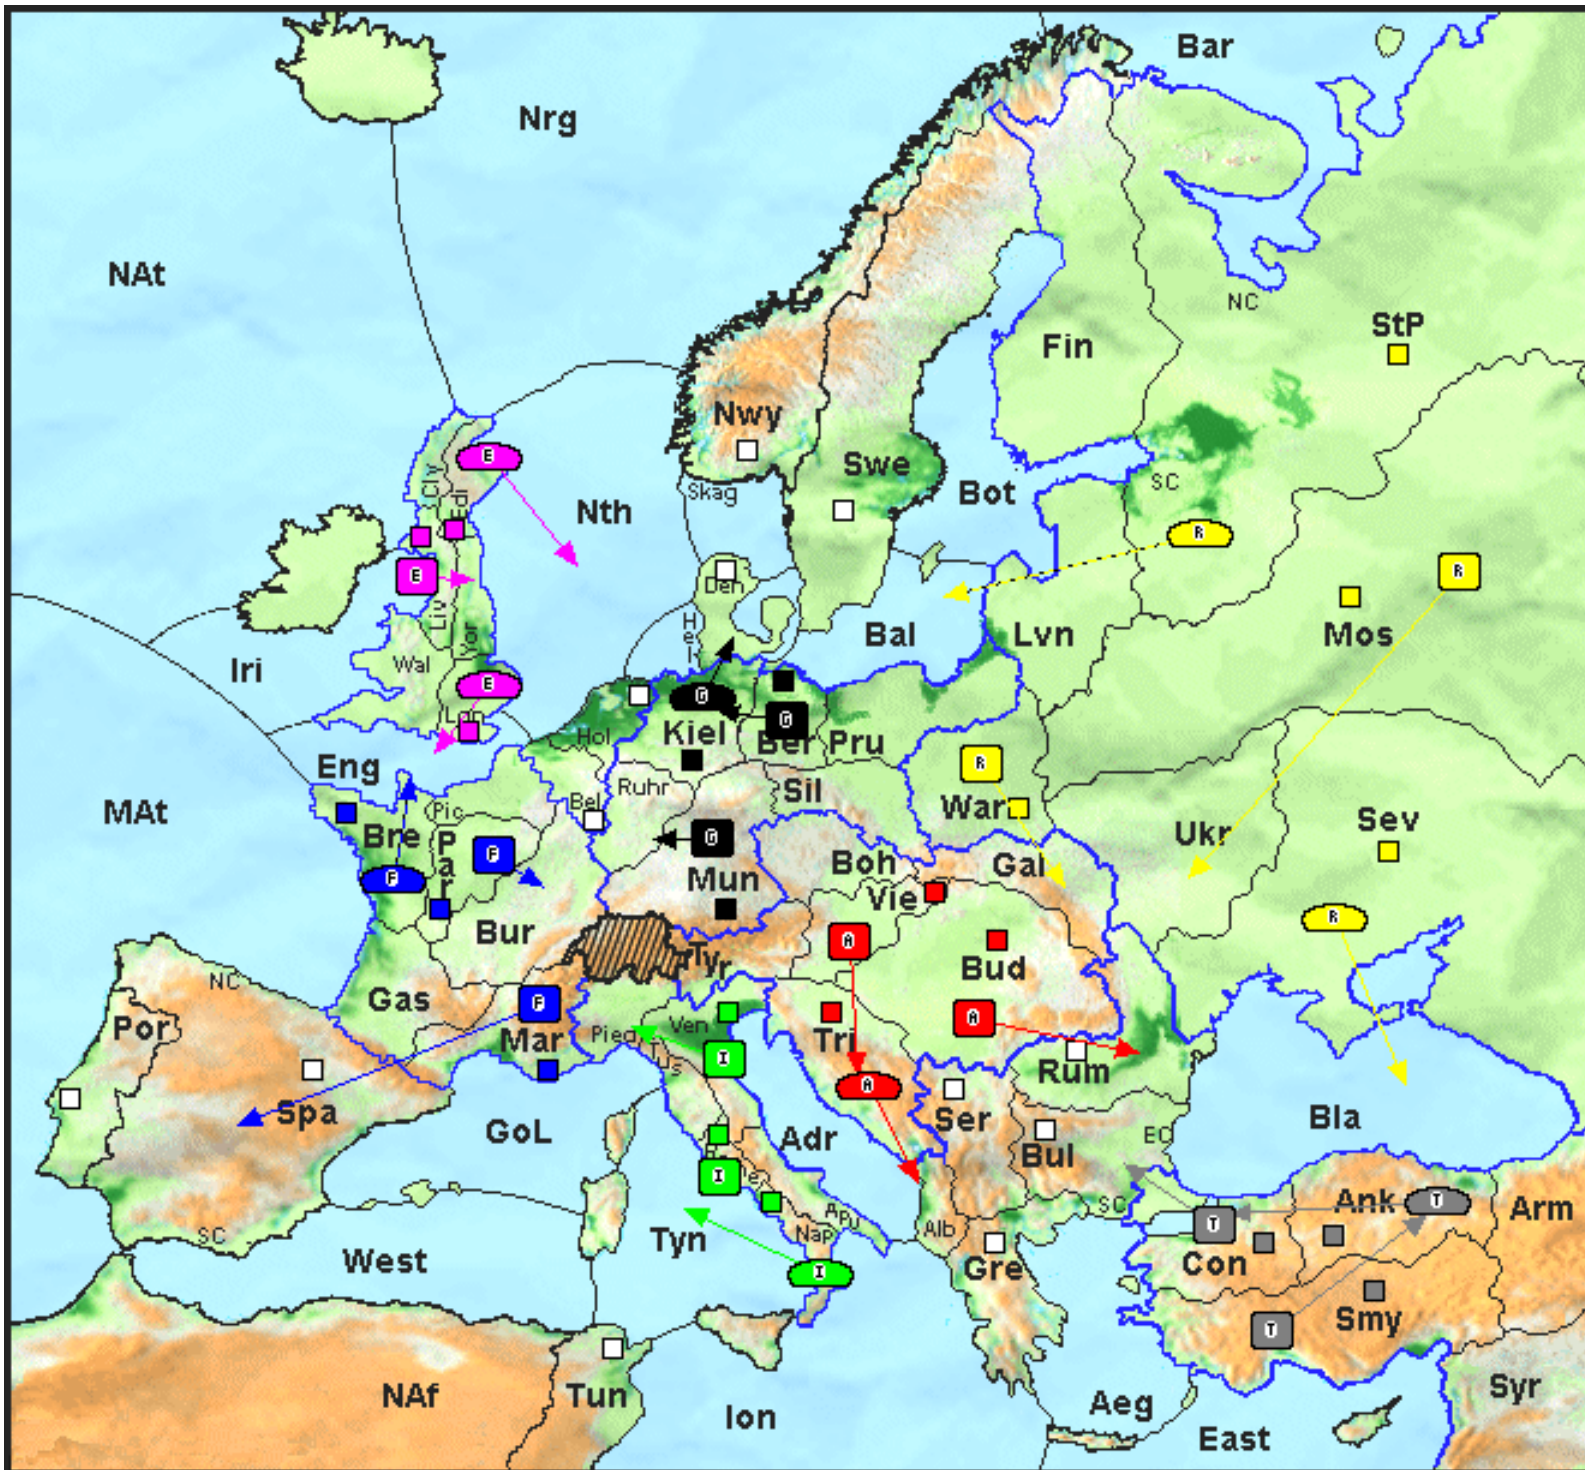 Bar
Nrg
NAt
NC
StP
Fin
Nwy
Swe
Skag
Bot
SC
E
Cly
Edi
Nth
R
R
Den
E
Liv
Yor
Hel
Bal
Lvn
Mos
Wal
Iri
E
Lon
G
G
Hol
Kiel
Ber
Pru
Eng
R
Ruhr
Sil
War
MAt
Pic
Bel
Bre
Par
F
G
Boh
Gal
Ukr
Sev
F
Mun
Vie
R
Bur
A
Tyr
Bud
NC
Gas
F
A
Por
Mar
Pied
Ven
Tri
Tus
I
Rum
A
Spa
GoL
Adr
Ser
Bla
Bul
EC
I
SC
Ank
T
Arm
SC
West
Tyn
Apu
Nap
Alb
T
Con
Gre
I
T
Smy
NAf
Tun
Ion
Aeg
Syr
East